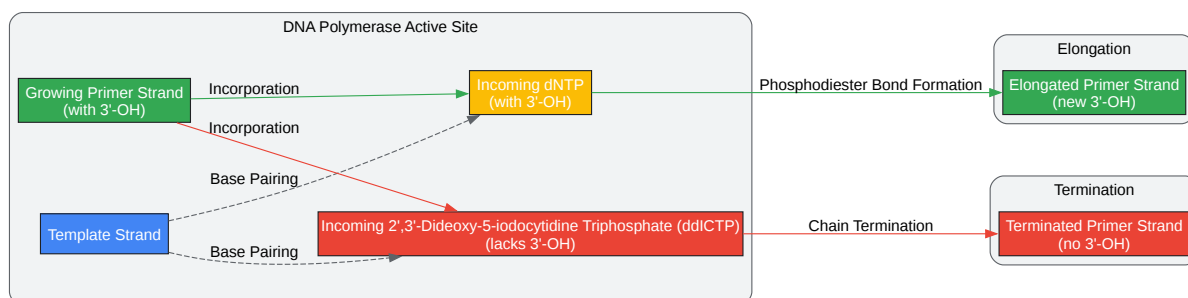 DNA Polymerase Active Site
Growing Primer Strand
(with 3'-OH)
Incorporation
Incorporation
Incoming dNTP
(with 3'-OH)
Phosphodiester Bond Formation
Elongation
Elongated Primer Strand
(new 3'-OH)
Base Pairing
Template Strand
Base Pairing
Incoming 2',3'-Dideoxy-5-iodocytidine Triphosphate (ddICTP)
(lacks 3'-OH)
Chain Termination
Termination
Terminated Primer Strand
(no 3'-OH)